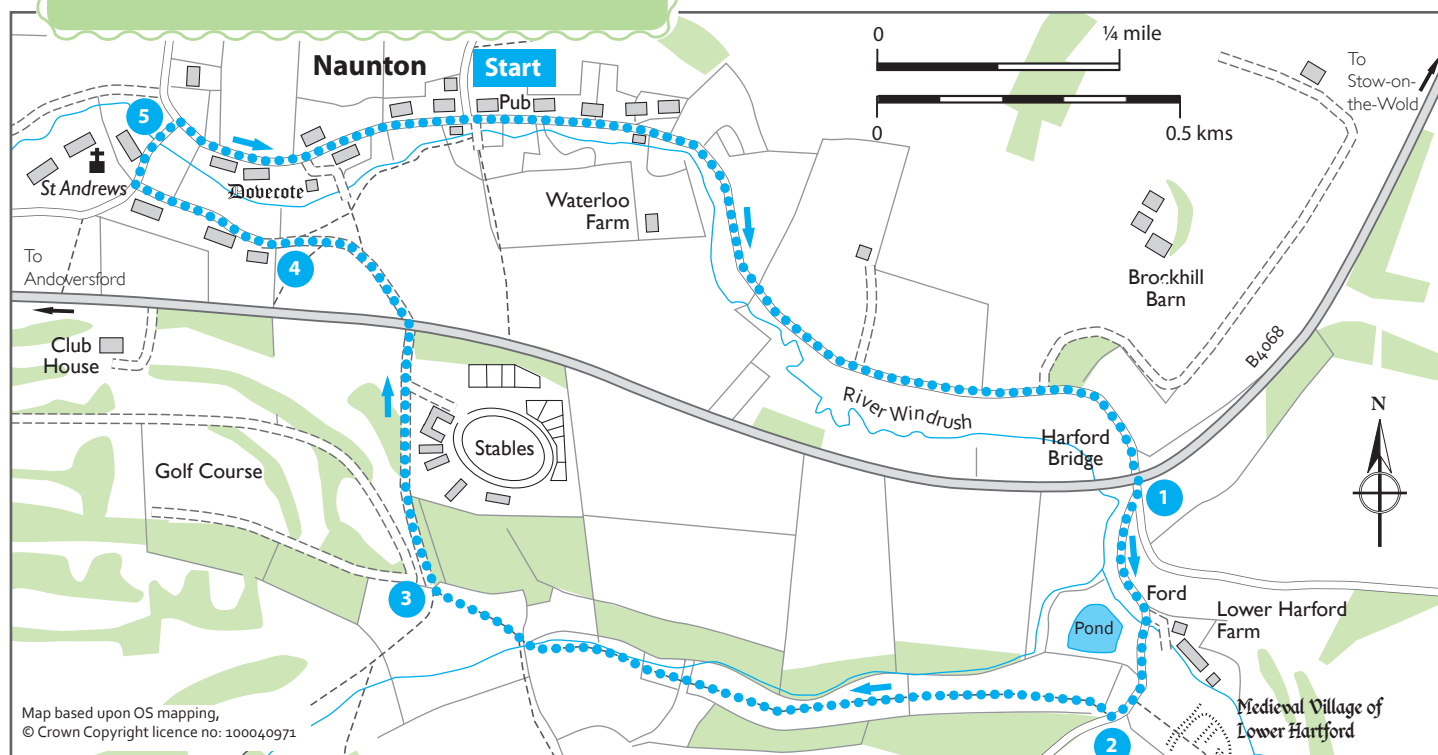 Naunton
Start
Pub
0
¼ mile
0
0.5 kms
To
Stow-on-
the-Wold
5
St Andrews
Dovecote
Waterloo
Farm
To
Andoversford
4
Brockhill
Barn
B4068
Club
House
River Windrush
Harford
Bridge
N
Golf Course
Stables
1
3
Ford
Pond
Lower Harford
Farm
Medieval Village of
Lower Hartford
2
Map based upon OS mapping,
© Crown Copyright licence no: 100040971